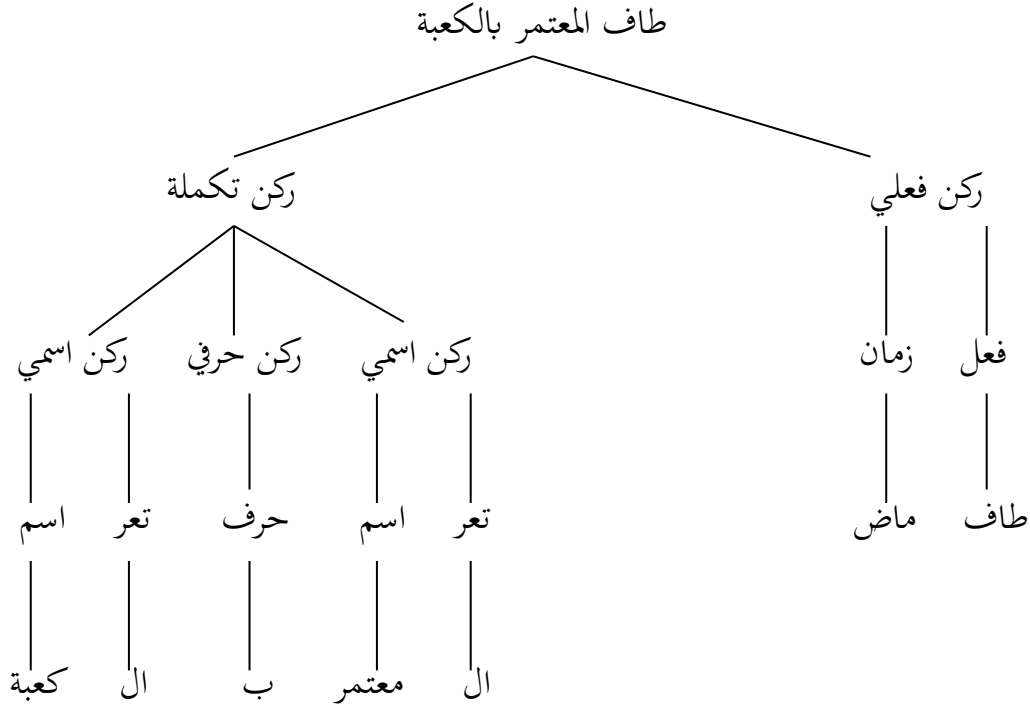 طاف المعتمر بالكعبة
ركن فعلي ركن تكملة
فعل زمان ركن اسمي ركن حرفي ركن اسمي
طاف ماض تعر اسم حرف تعر اسم
ال معتمر ب ال كعبة